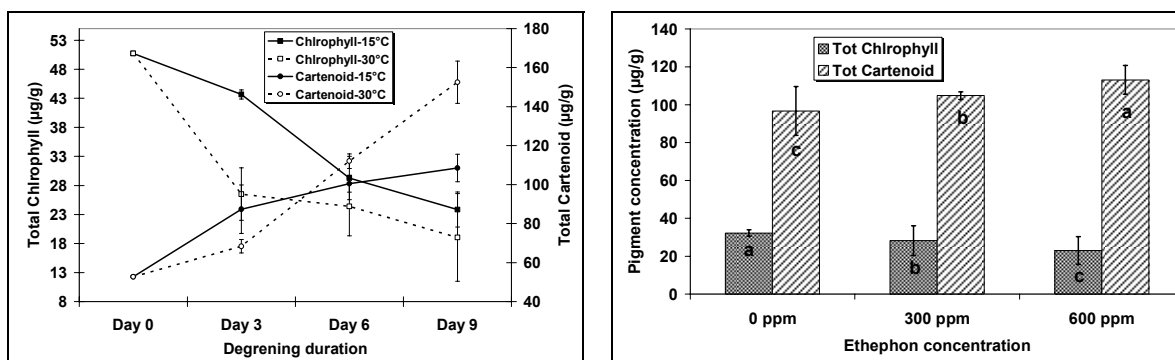 Total Chlrophyll (µg/g)
53
48
43
38
33
28
23
18
13
8
Chlrophyll-15°C
Chlrophyll-30°C
Cartenoid-15°C
Cartenoid-30°C
180
160
140
120
100
80
60
40
Total Cartenoid (µg/g)
Day 0 Day 3 Day 6 Day 9
Degrening duration
Pigment concentration (µg/g)
140
120
100
80
60
40
20
0
Tot Chlrophyll
Tot Cartenoid
a c b b c a
0 ppm 300 ppm 600 ppm
Ethephon concentration